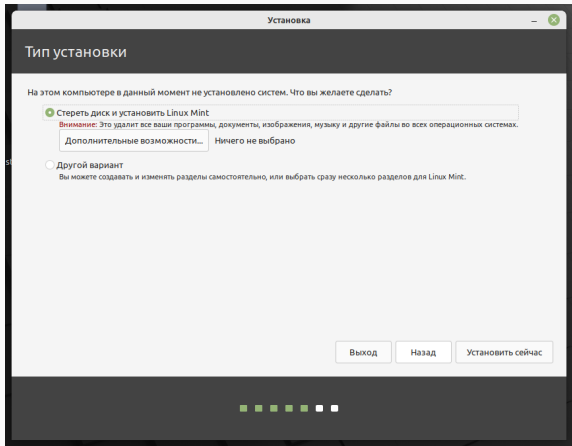 Установка
Тип установки
На этом компьютере в данный момент не установлено систем. Что вы желаете сделать?
Стереть диск и установить Linux Mint
Внимание: Это удалит все ваши программы, документы, изображения, музыку и другие файлы во всех операционных системах.
Дополнительные возможности... Ничего не выбрано
Другой вариант
Вы можете создавать и изменять разделы самостоятельно, или выбрать сразу несколько разделов для Linux Mint.
Выход Назад Установить сейчас